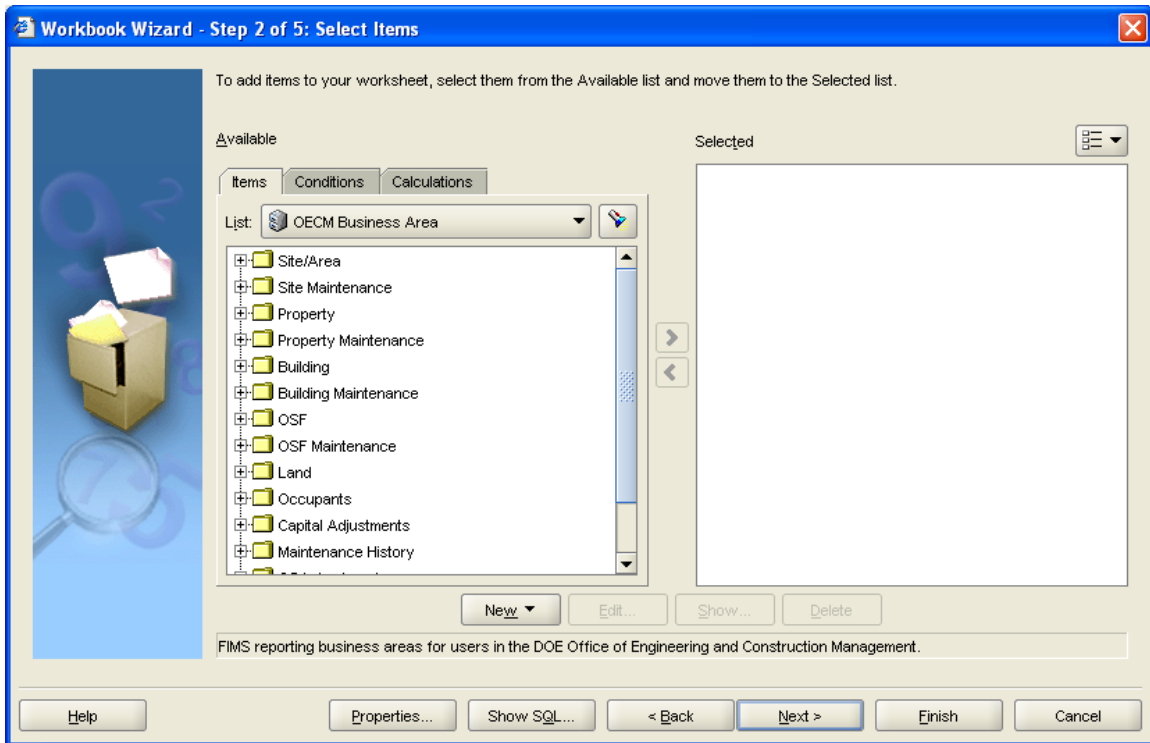 Workbook Wizard - Step 2 of 5: Select Items
To add items to your worksheet, select them from the Available list and move them to the Selected list.
Available
Selected
Items Conditions Calculations
List: OECM Business Area
Site/Area
Site Maintenance
Property
Property Maintenance
Building
Building Maintenance
OSF
OSF Maintenance
Land
Occupants
Capital Adjustments
Maintenance History
New Edit... Show... Delete
FIMS reporting business areas for users in the DOE Office of Engineering and Construction Management.
Help Properties... Show SQL... < Back Next > Finish Cancel